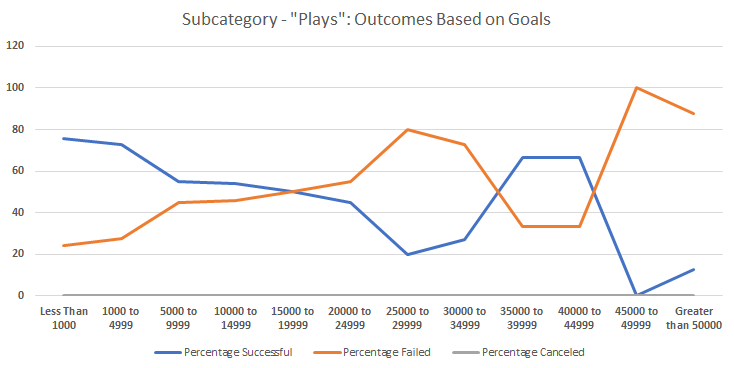 Subcategory - "Plays": Outcomes Based on Goals
120
100
80
60
40
20
0
Less Than
1000
1000 to
4999
5000 to
9999
10000 to
14999
15000 to
19999
20000 to
24999
25000 to
29999
30000 to
34999
35000 to
39999
40000 to
44999
45000 to
49999
Greater
than 50000
Percentage Successful
Percentage Failed
Percentage Canceled